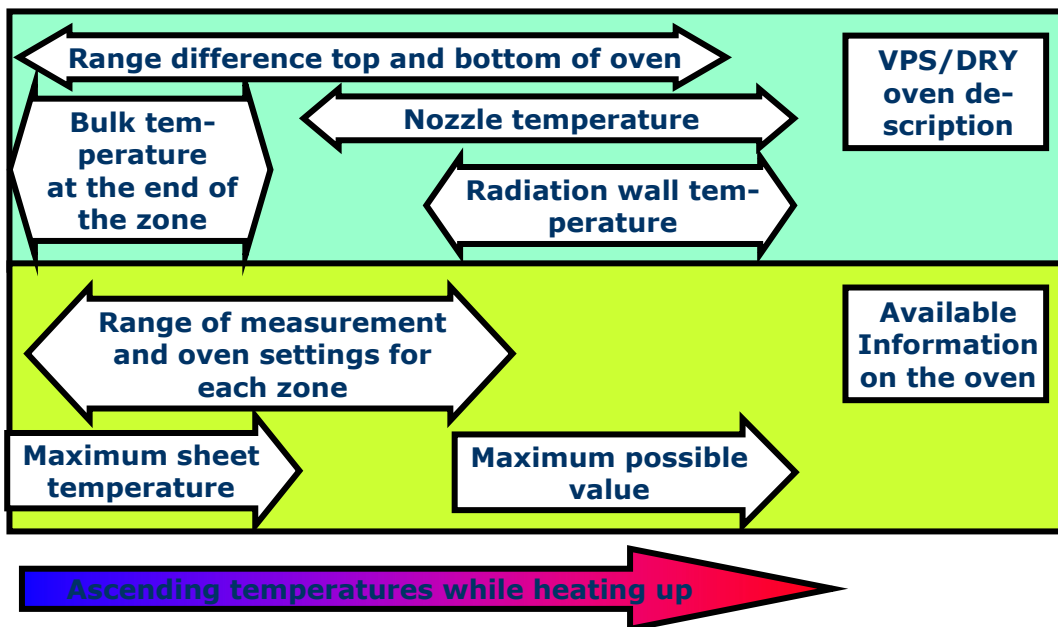 Range difference top and bottom of oven
VPS/DRY
oven de-
scription
Bulk tem-
perature
at the end of
the zone
Nozzle temperature
Radiation wall tem-
perature
Range of measurement
and oven settings for
each zone
Available
Information
on the oven
Maximum sheet
temperature
Maximum possible
value
Ascending temperatures while heating up